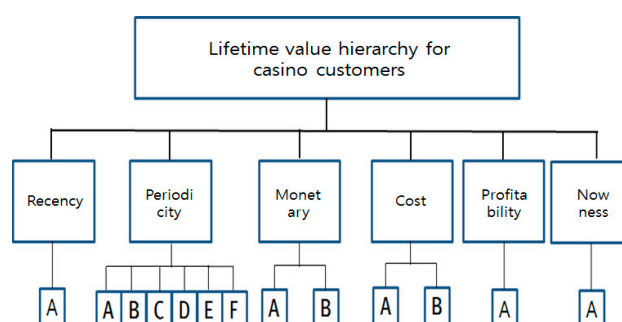 Lifetime value hierarchy for
casino customers
Recency
Periodi
city
Monet
ary
Cost
Profita
bility
Now
ness
A
A B C D E F
A B
A B
A
A